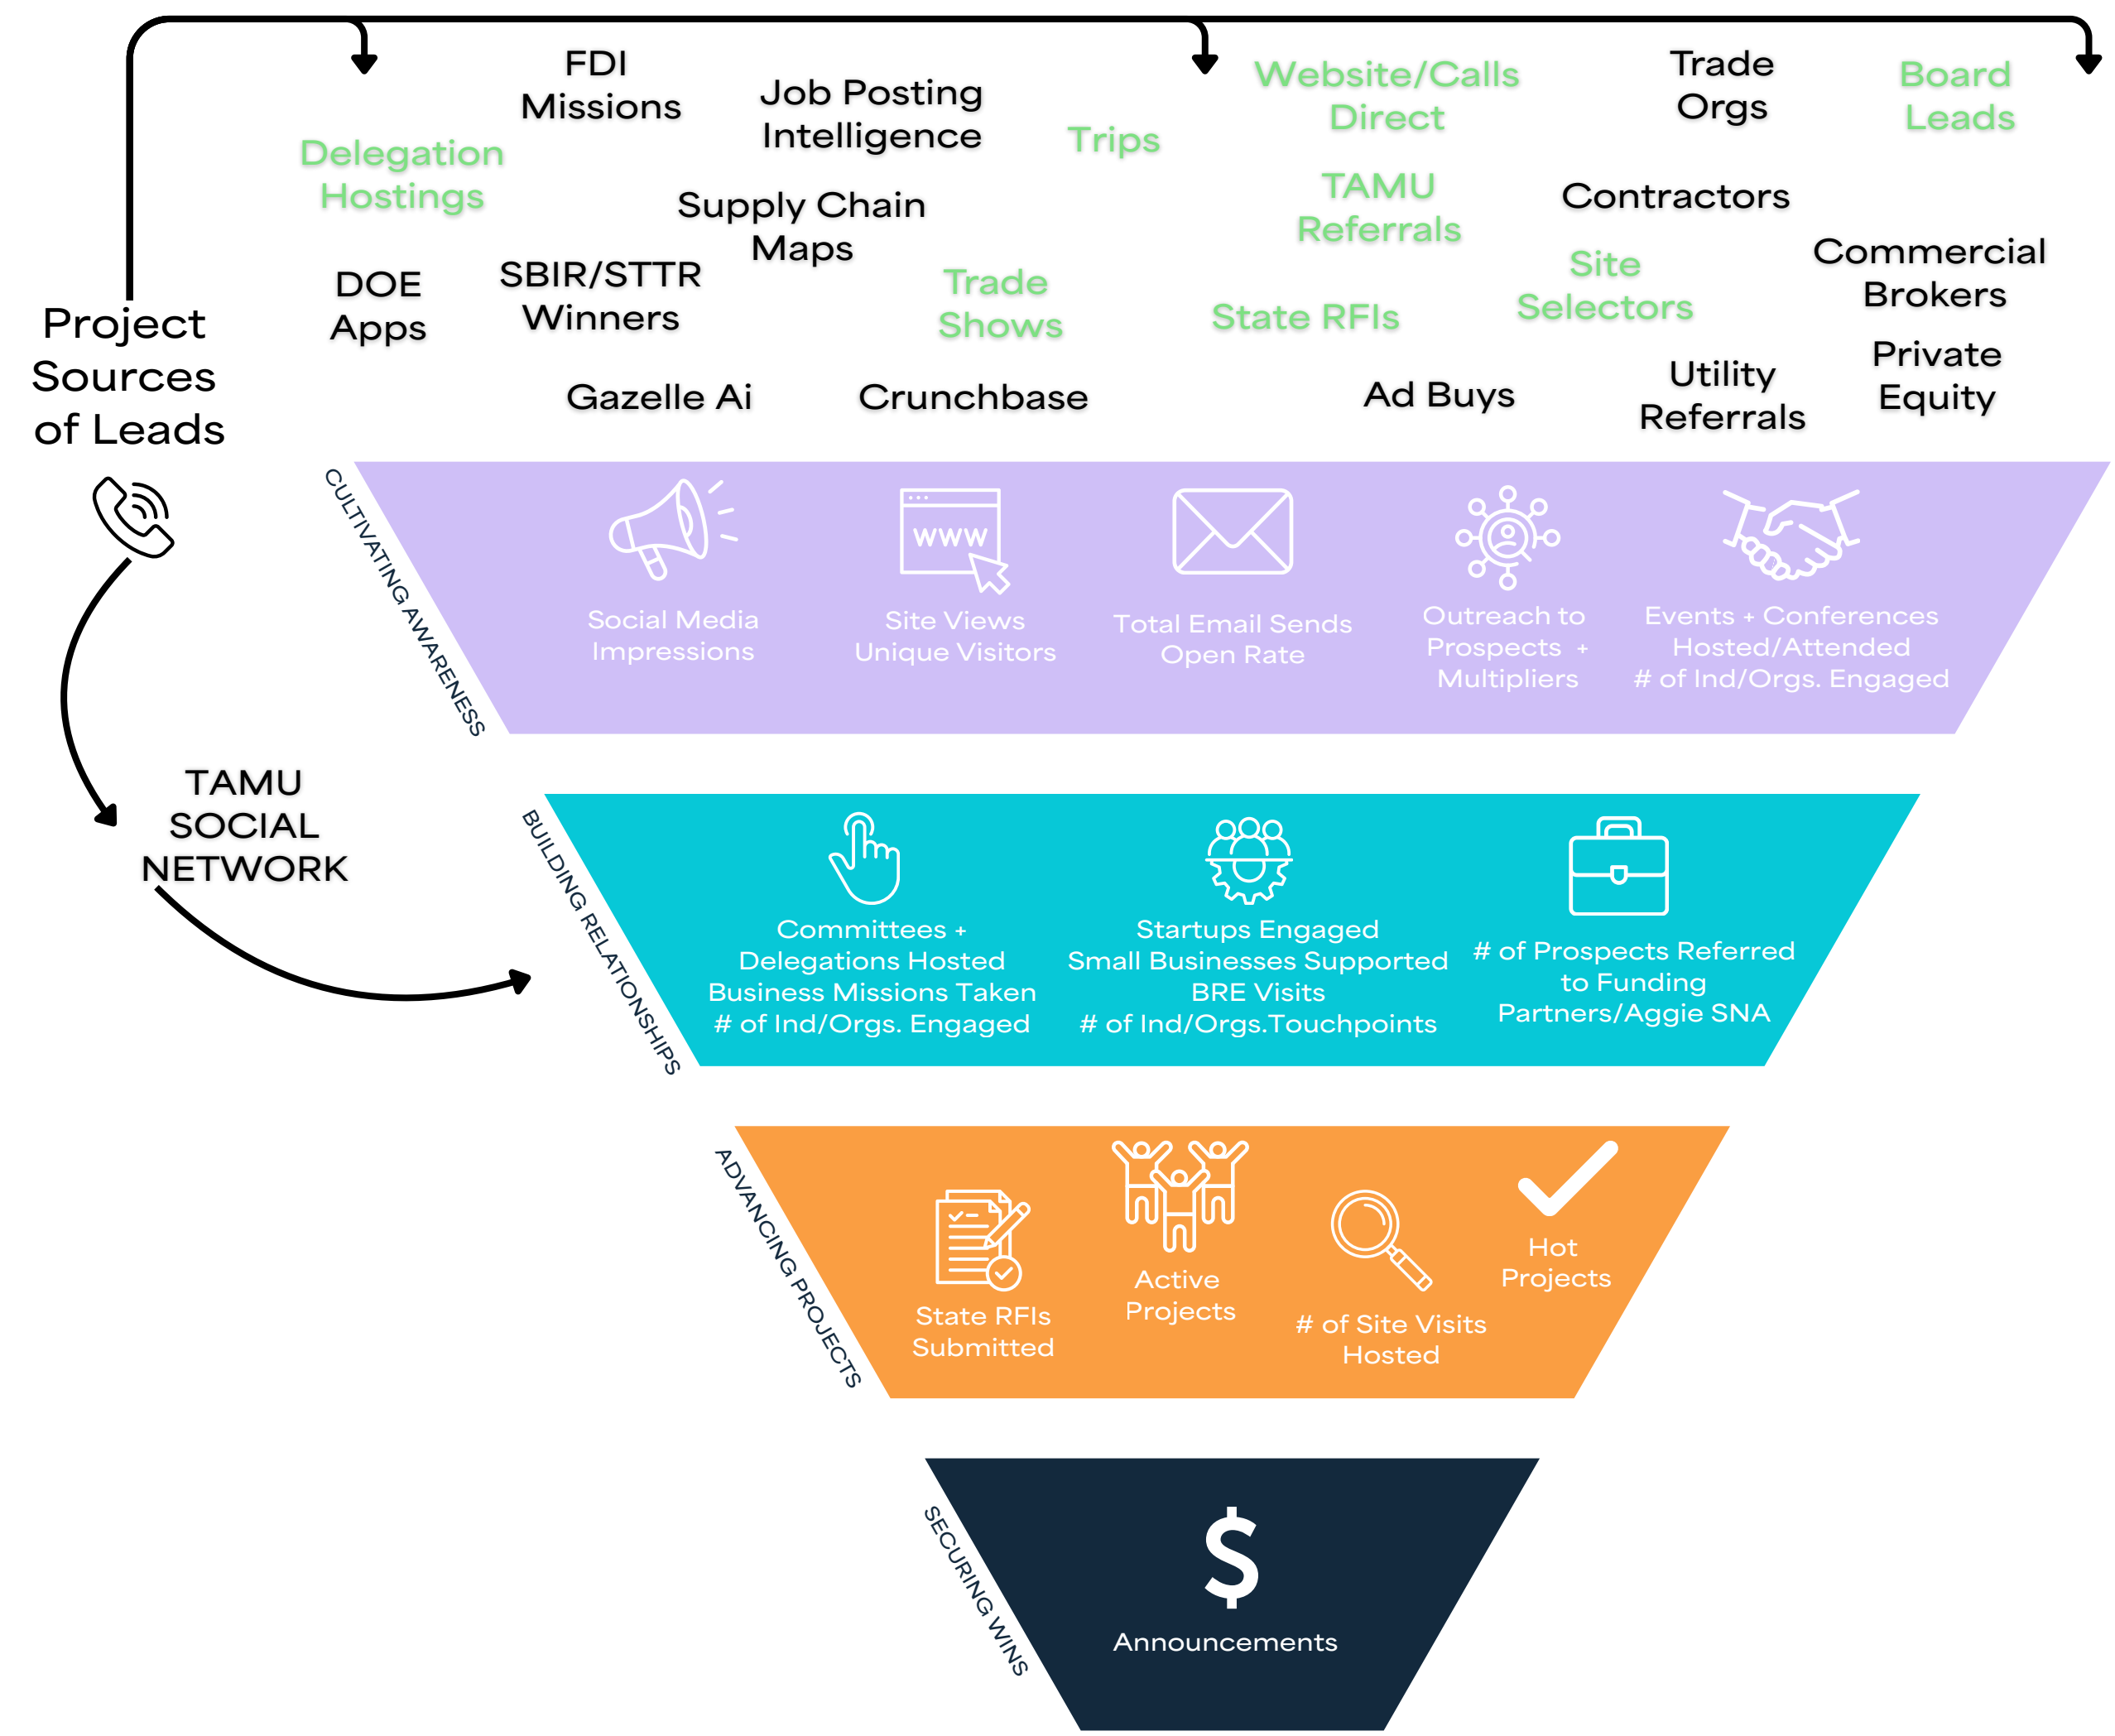 Project
Sources
of Leads
FDI
Missions
Job Posting
Intelligence
Delegation
Hostings
Trips
Website/Calls
Direct
Trade
Orgs
Board
Leads
TAMU
Referrals
Contractors
Supply Chain
Maps
DOE
Apps
SBIR/STTR
Winners
Trade
Shows
State RFIs
Site
Selectors
Commercial
Brokers
Gazelle Ai
Crunchbase
Ad Buys
Utility
Referrals
Private
Equity
CULTIVATING AWARENESS
WWW
Social Media
Impressions
Site Views
Unique Visitors
Total Email Sends
Open Rate
Outreach to
Prospects +
Multipliers
Events + Conferences
Hosted/Attended
# of Ind/Orgs. Engaged
TAMU
SOCIAL
NETWORK
BUILDING RELATIONSHIPS
Committees +
Delegations Hosted
Business Missions Taken
# of Ind/Orgs. Engaged
Startups Engaged
Small Businesses Supported
BRE Visits
# of Ind/Orgs.Touchpoints
# of Prospects Referred
to Funding
Partners/Aggie SNA
ADVANCING PROJECTS
State RFIs
Submitted
Active
Projects
# of Site Visits
Hosted
Hot
Projects
SECURING WINS
$
Announcements